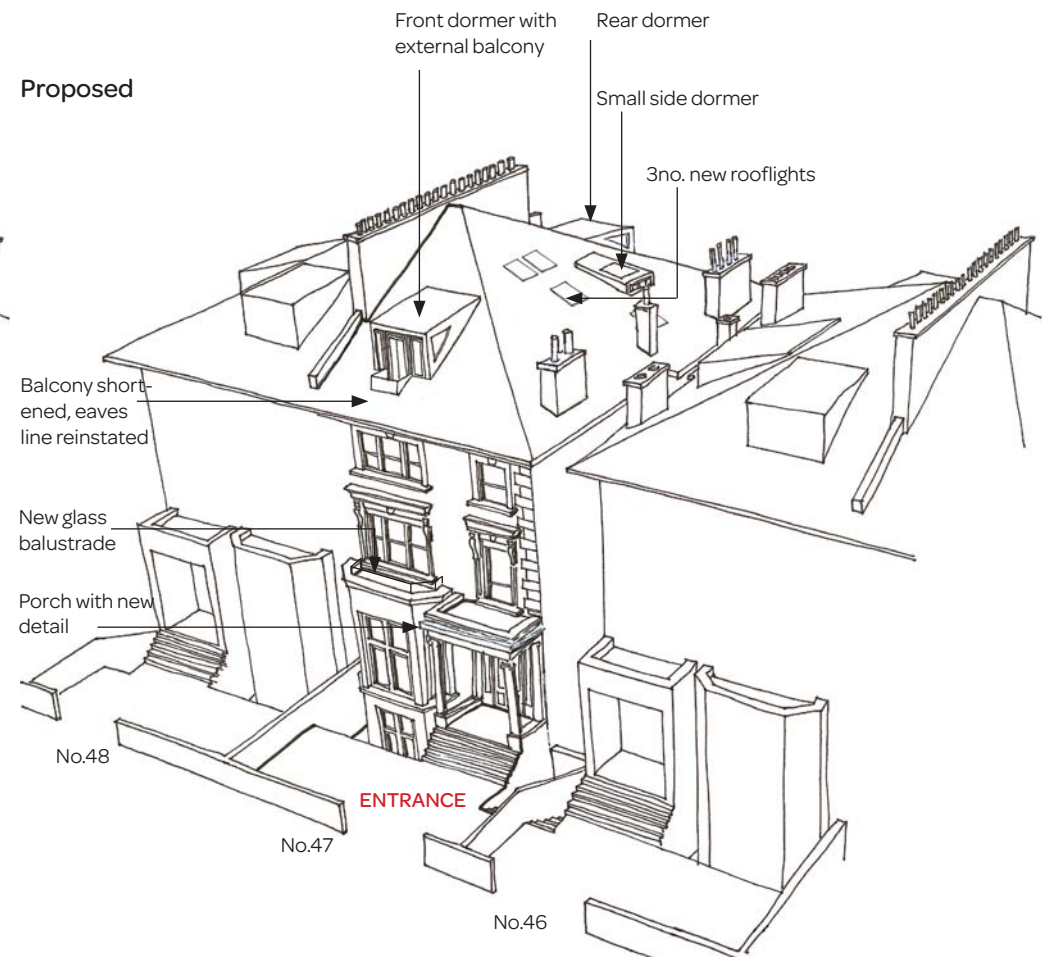 Front dormer with
external balcony
Rear dormer
Proposed
Small side dormer
3no. new rooflights
Balcony short-
ened, eaves
line reinstated
New glass
balustrade
Porch with new
detail
No.48
ENTRANCE
No.47
No.46